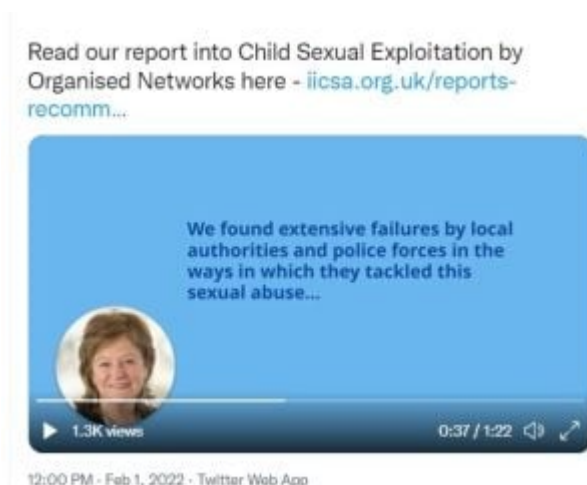 Read our report into Child Sexual Exploitation by
Organised Networks here - iicsa.org.uk/reports-
recomm...
We found extensive failures by local
authorities and police forces in the
ways in which they tackled this
sexual abuse...
1.3K views
0:37 / 1:22
12:00 PM · Feb 1, 2022 · Twitter Web App